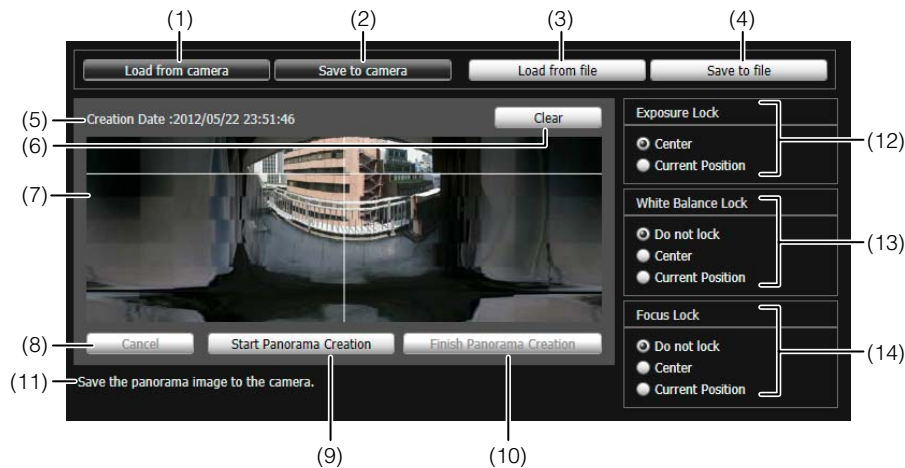 (1) (2) (3) (4)
Load from camera Save to camera Load from file Save to file
(5) Creation Date :2012/05/22 23:51:46 Clear
(6)
(7)
(8) Cancel Start Panorama Creation Finish Panorama Creation
(11) Save the panorama image to the camera.
(9) (10)
Exposure Lock
Center
Current Position
(12)
White Balance Lock
Do not lock
Center
Current Position
(13)
Focus Lock
Do not lock
Center
Current Position
(14)